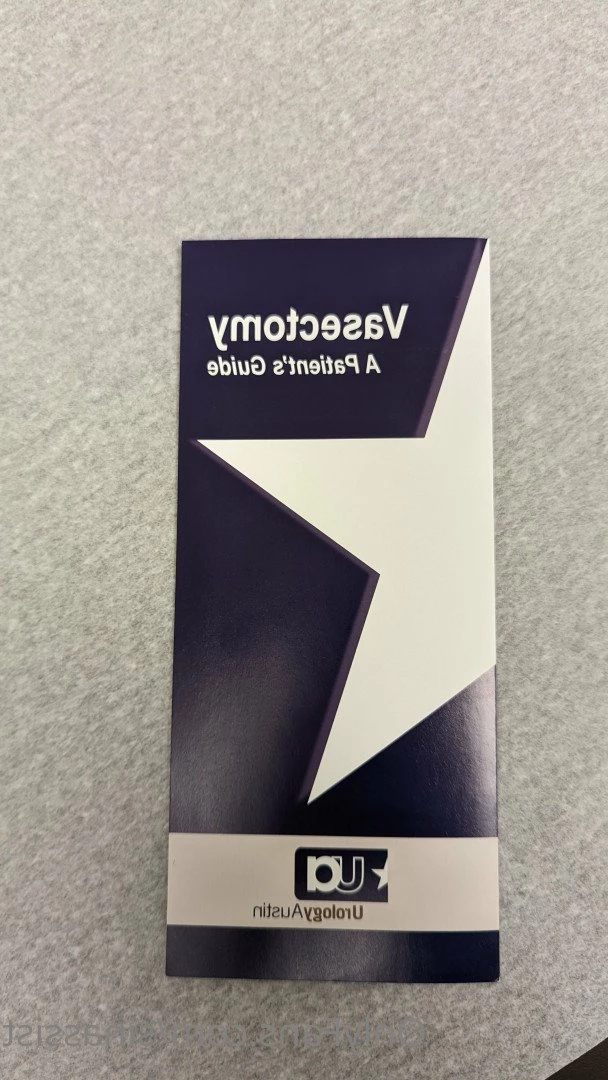 Vasectomy
A Patient's Guide
ua
UrologyAustin